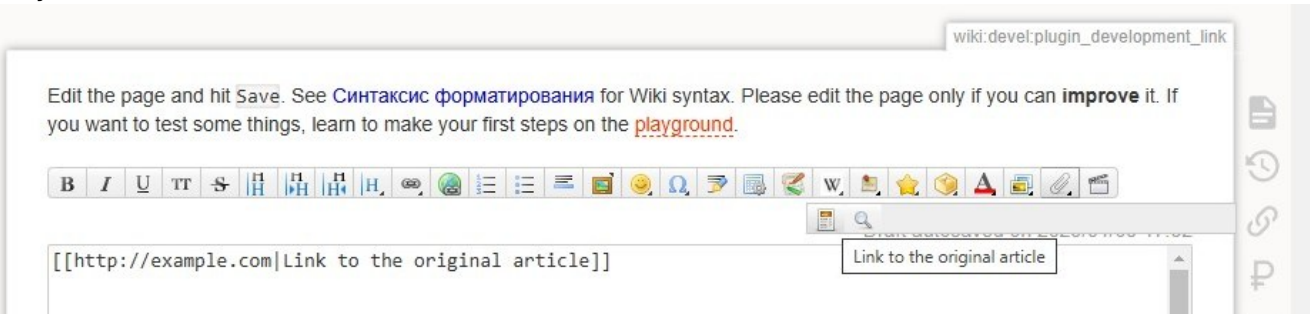 wiki:devel:plugin_development_link
Edit the page and hit Save. See Синтаксис форматирования for Wiki syntax. Please edit the page only if you can improve it. If
you want to test some things, learn to make your first steps on the playground.
B I U TT S H H H H, Ω W, A
[[http://example.com|Link to the original article]]
Link to the original article